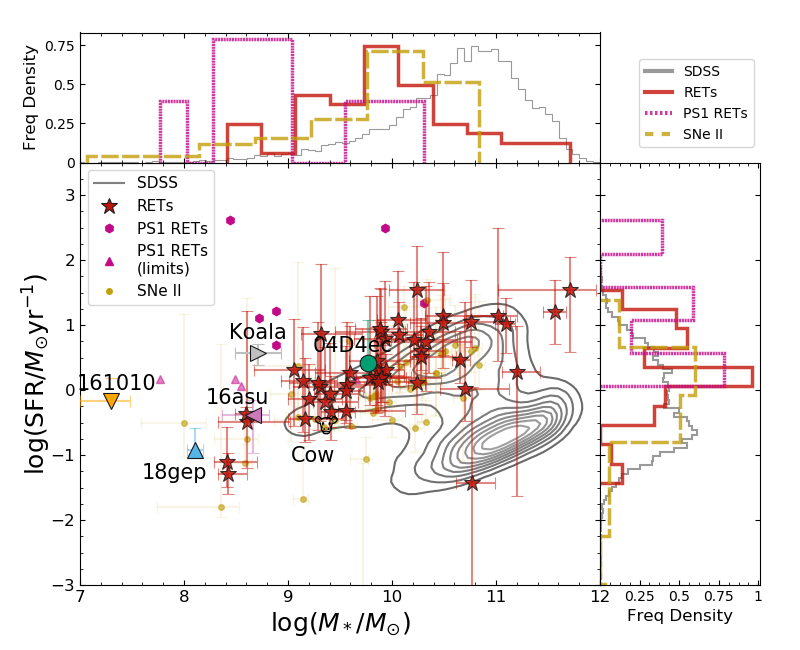 Freq Density
0.75
0.5
0.25
0
SDSS
RETs
PS1 RETs
SNe II
log(SFR/M⊙yr⁻¹)
3
2
1
0
−1
−2
−3
SDSS
RETs
PS1 RETs
PS1 RETs
(limits)
SNe II
Koala
04D4ec
161010
16asu
Cow
18gep
7
8
9
10
11
12
log(M*/M⊙)
0.25
0.5
0.75
1
Freq Density